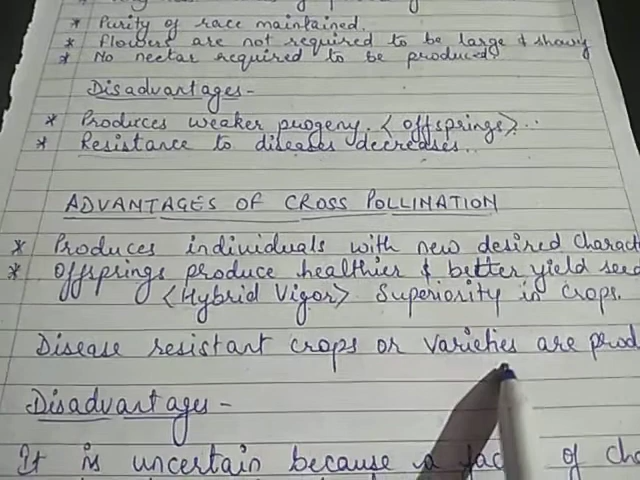 * Purity of race maintained.
* Flowers are not required to be large & showy
* No nectar required to be produced.
Disadvantages -
* Produces weaker progeny. <offsprings>..
* Resistance to diseases decreases..
ADVANTAGES OF CROSS POLLINATION
* Produces individuals with new desired charact
* Offsprings produce healthier & better yield seed
<Hybrid Vigor> Superiority in crops.
Disease resistant crops or varieties are prod
Disadvantages -
It is uncertain because a fac of cha